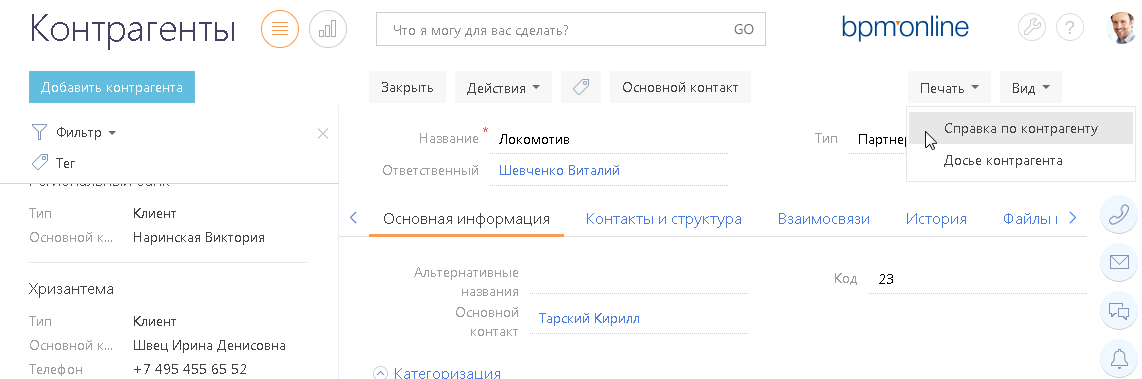 Контрагенты
Что я могу для вас сделать?
GO
bpmonline
?
Добавить контрагента
Закрыть
Действия
Основной контакт
Печать
Вид
Справка по контрагенту
Досье контрагента
Фильтр
Тег
Название * Локомотив
Тип Партнер
Ответственный Шевченко Виталий
Региональный банк
Тип Клиент
Основной к... Наринская Виктория
Хризантема
Тип Клиент
Основной к... Швец Ирина Денисовна
Телефон +7 495 455 65 52
Основная информация
Контакты и структура
Взаимосвязи
История
Файлы
Альтернативные
названия
Код 23
Основной
контакт
Тарский Кирилл
Категоризация